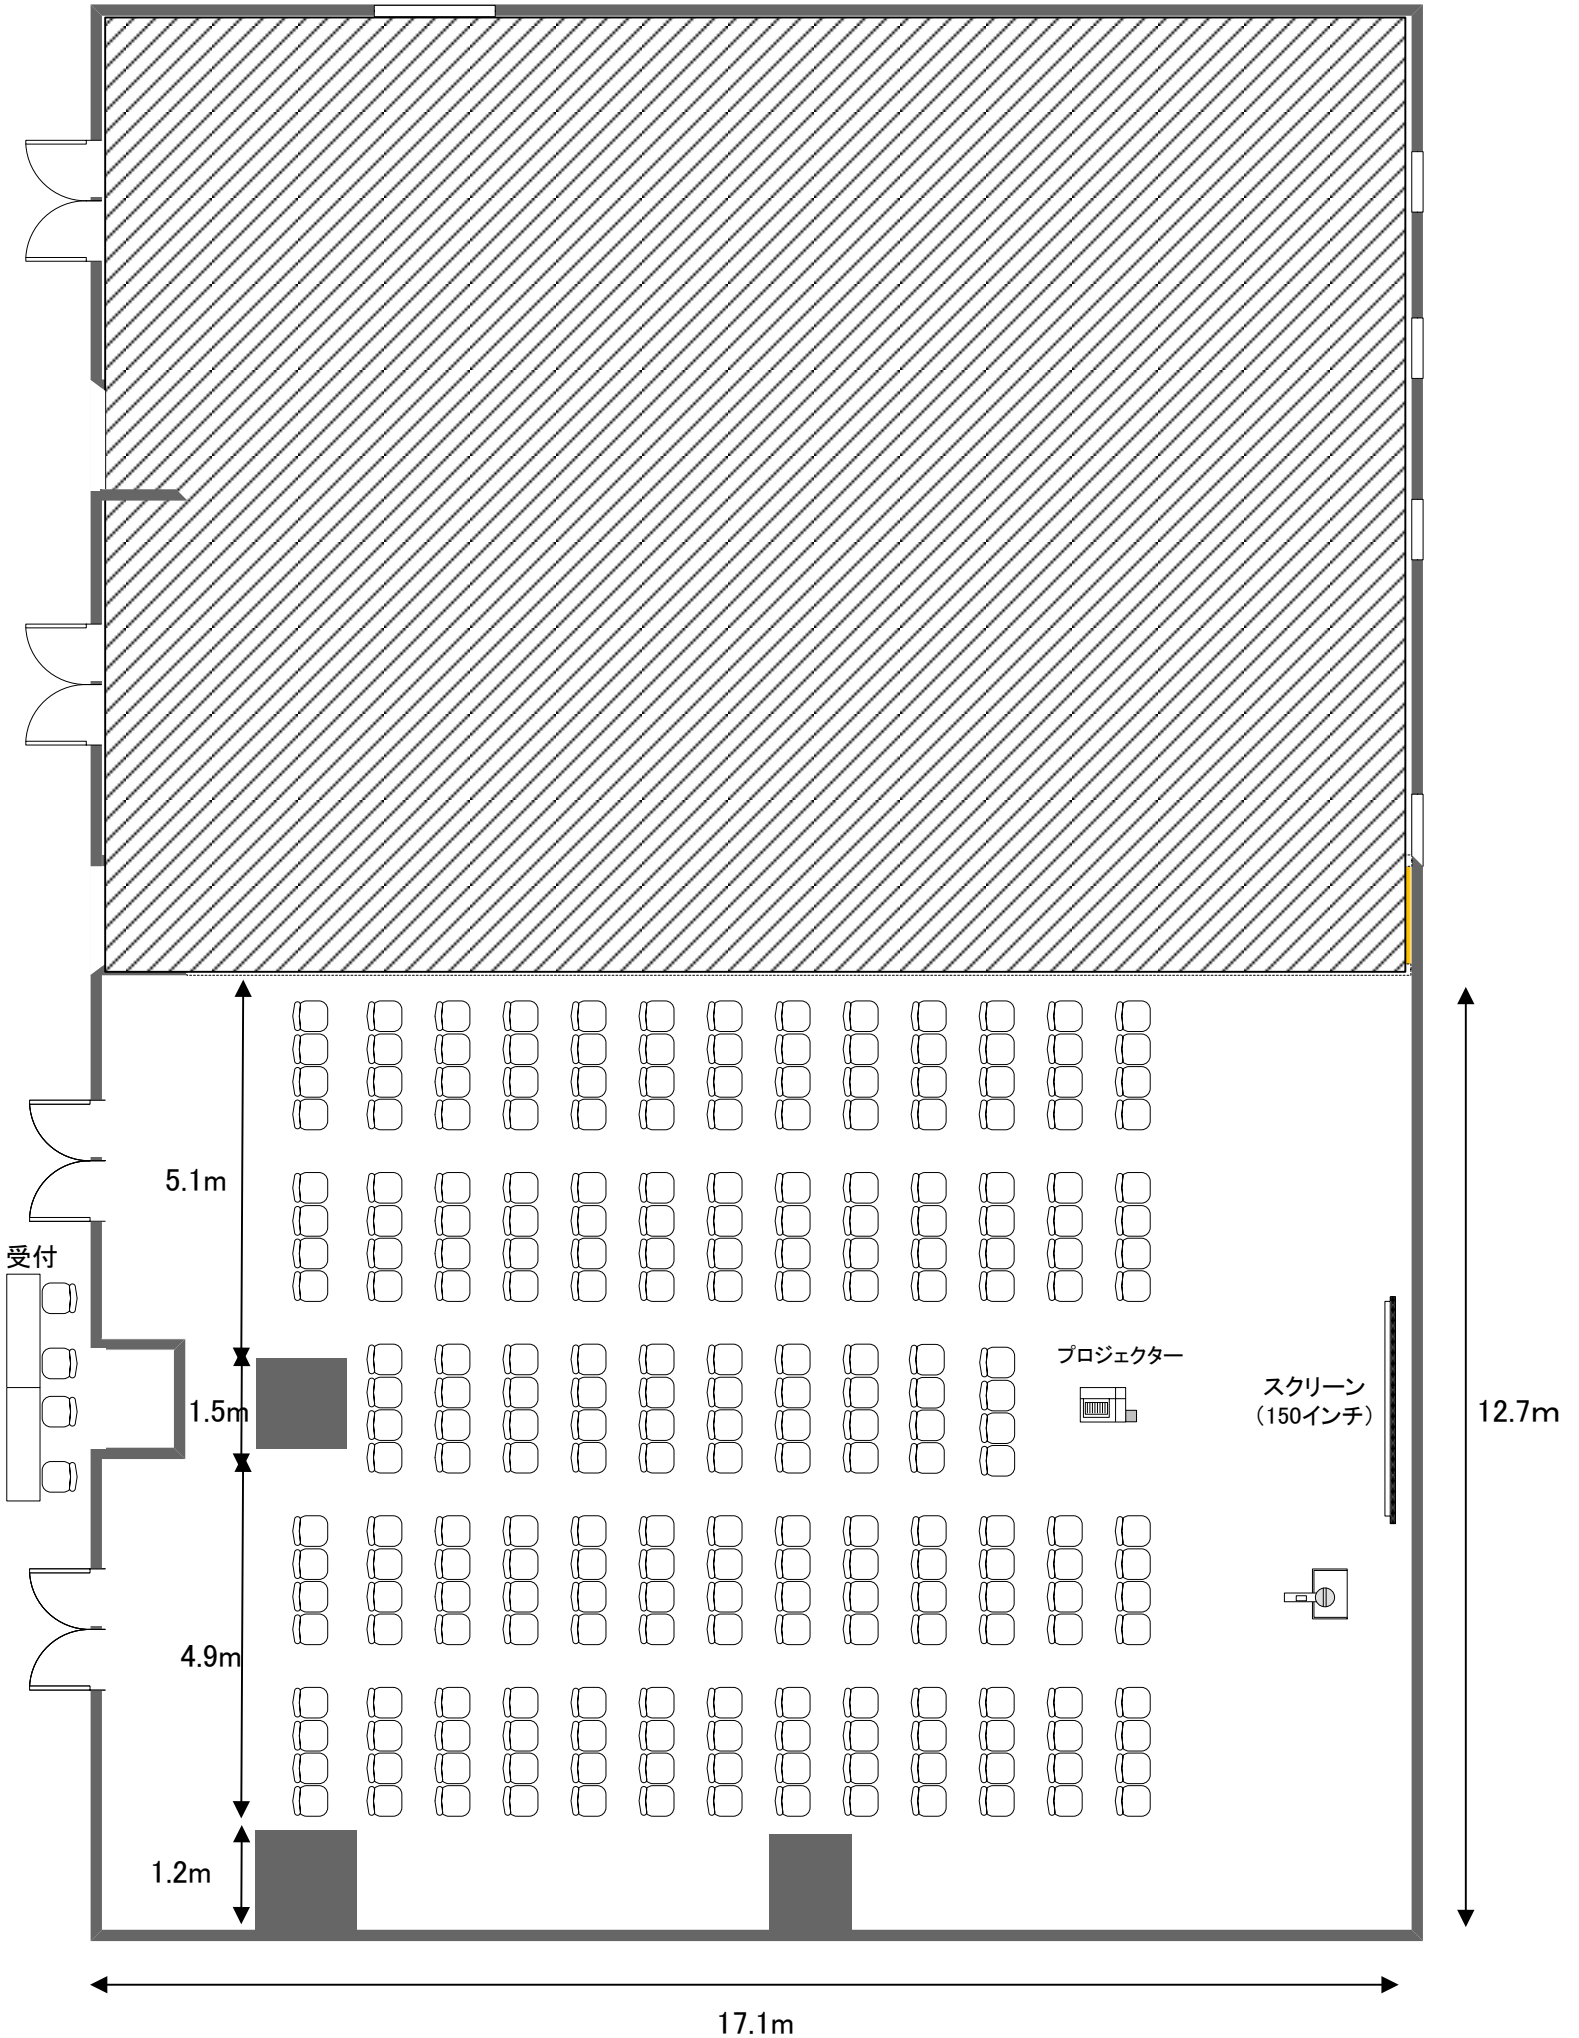 5.1m
受付
プロジェクター
スクリーン
（150インチ）
1.5m
12.7m
4.9m
1.2m
17.1m